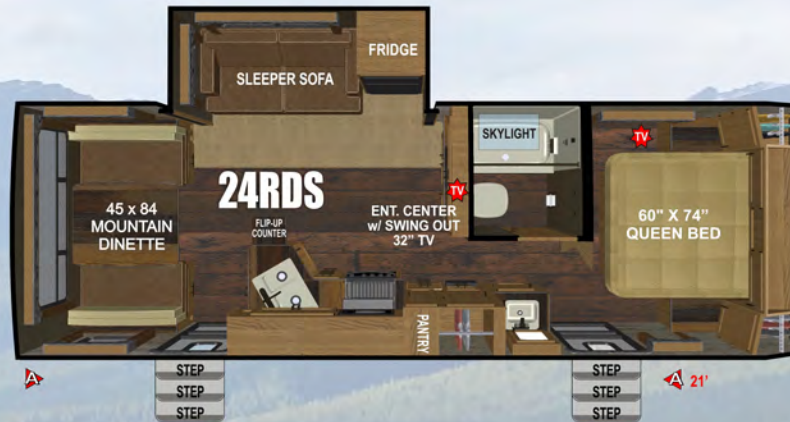 FRIDGE
SLEEPER SOFA
SKYLIGHT
TV
TV
24RDS
45 x 84
MOUNTAIN
DINETTE
FLIP-UP
COUNTER
ENT. CENTER
w/ SWING OUT
32" TV
60" X 74"
QUEEN BED
PANTRY
STEP
STEP
STEP
STEP
STEP
STEP
A
A 21'